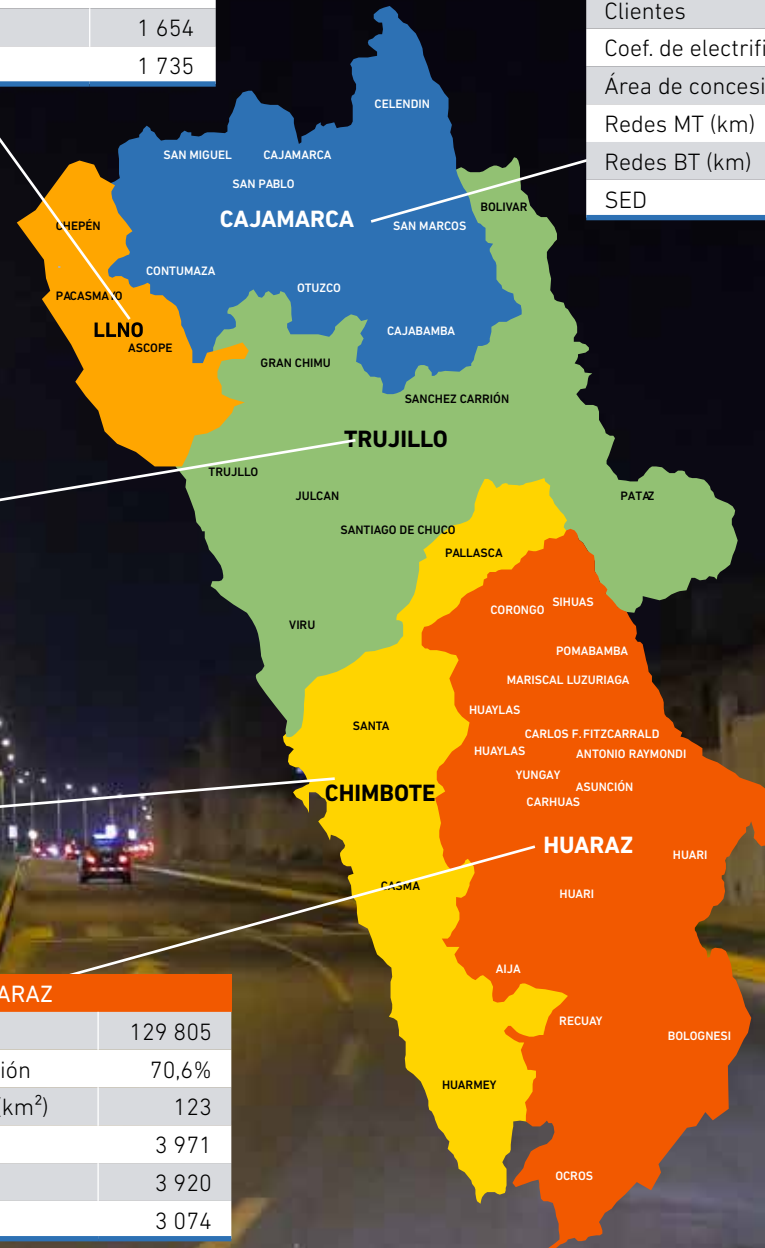 1 654
1 735
Clientes
Coef. de electrifi
Área de concesi
Redes MT (km)
Redes BT (km)
SED
CELENDIN
SAN MIGUEL
CAJAMARCA
SAN PABLO
BOLIVAR
CAJAMARCA
SAN MARCOS
CHEPÉN
CONTUMAZA
OTUZCO
PACASMAYO
LLNO
ASCOPE
CAJABAMBA
GRAN CHIMU
SANCHEZ CARRIÓN
TRUJILLO
TRUJLLO
JULCAN
PATAZ
SANTIAGO DE CHUCO
PALLASCA
CORONGO
SIHUAS
VIRU
POMABAMBA
MARISCAL LUZURIAGA
HUAYLAS
SANTA
CARLOS F. FITZCARRALD
HUAYLAS
ANTONIO RAYMONDI
YUNGAY
ASUNCIÓN
CHIMBOTE
CARHUAS
HUARAZ
HUARI
CASMA
HUARI
AIJA
RECUAY
BOLOGNESI
HUARMEY
OCROS
ARAZ
129 805
ión 70,6%
(km²) 123
3 971
3 920
3 074